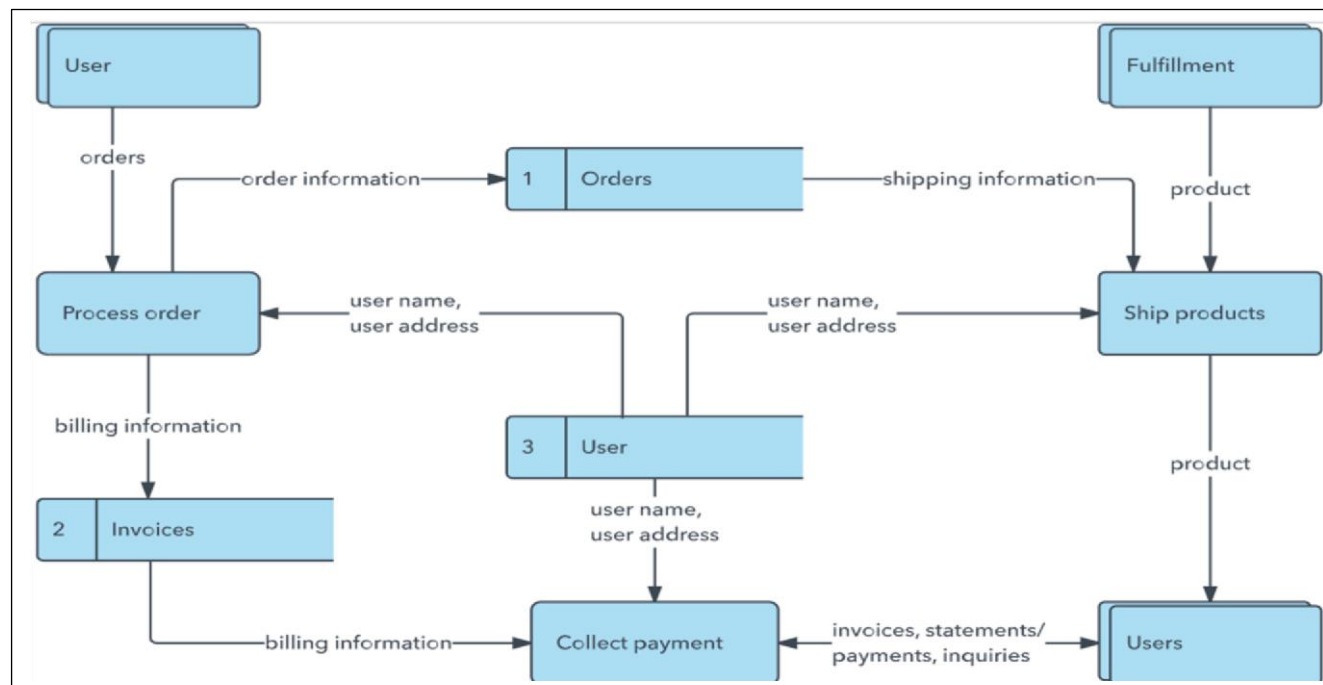 User
Fulfillment
orders
order information
1
Orders
shipping information
product
Process order
user name,
user address
user name,
user address
Ship products
billing information
3
User
product
2
Invoices
user name,
user address
billing information
Collect payment
invoices, statements/
payments, inquiries
Users